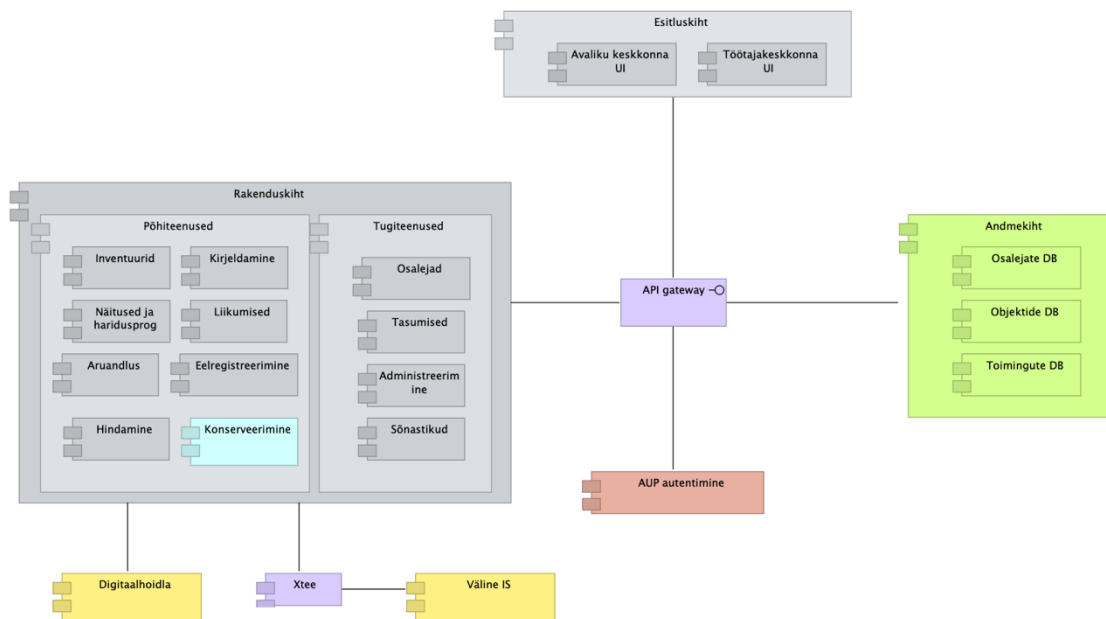 Esitluskiht
Avaliku keskkonna
UI
Töötajakeskkonna
UI
Rakenduskiht
Põhiteenused
Inventuurid
Kirjeldamine
Näitused ja
haridusprog
Liikumised
Aruandlus
Eelregistreerimine
Hindamine
Konserveerimine
Tugiteenused
Osalejad
Tasumised
Administreerim
ine
Sõnastikud
API gateway
Andmekiht
Osalejate DB
Objektide DB
Toimingute DB
AUP autentimine
Digitaalhoidla
Xtee
Väline IS